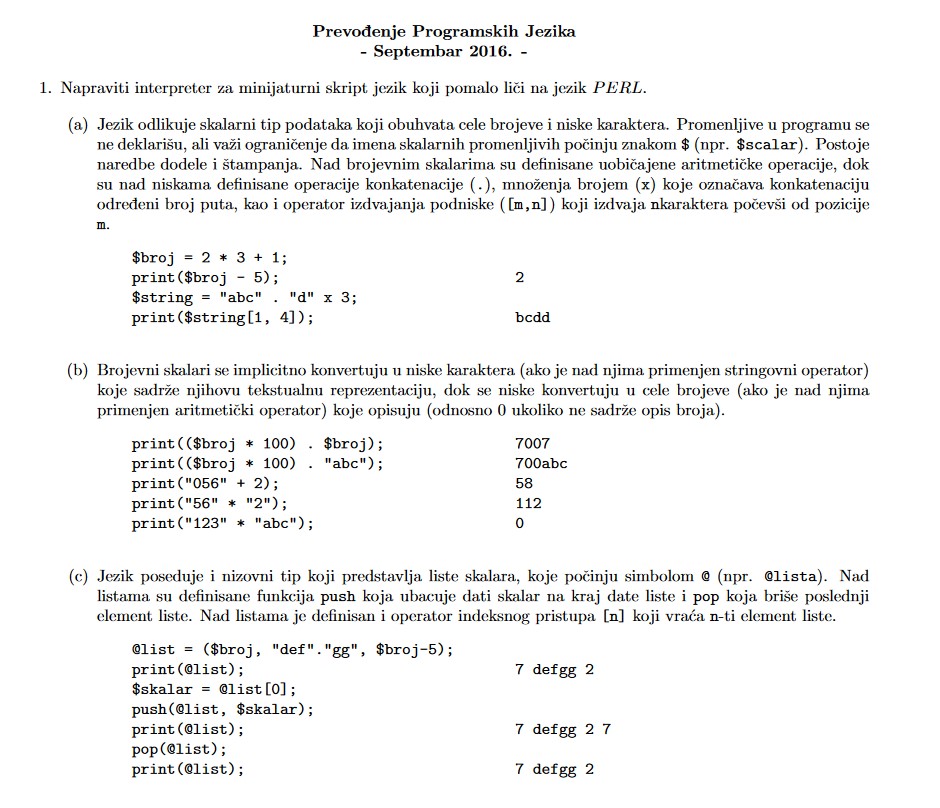 Prevođenje Programskih Jezika
- Septembar 2016. -
1. Napraviti interpreter za minijaturni skript jezik koji pomalo liči na jezik PERL.
(a) Jezik odlikuje skalarni tip podataka koji obuhvata cele brojeve i niske karaktera. Promenljive u programu se
ne deklarišu, ali važi ograničenje da imena skalarnih promenljivih počinju znakom $ (npr. $scalar). Postoje
naredbe dodele i štampanja. Nad brojevnim skalarima su definisane uobičajene aritmetičke operacije, dok
su nad niskama definisane operacije konkatenacije (.), množenja brojem (x) koje označava konkatenaciju
određeni broj puta, kao i operator izdvajanja podniske ([m,n]) koji izdvaja nkaraktera počevši od pozicije
m.
$broj = 2 * 3 + 1;
print($broj - 5); 2
$string = "abc" . "d" x 3;
print($string[1, 4]); bcdd
(b) Brojevni skalari se implicitno konvertuju u niske karaktera (ako je nad njima primenjen stringovni operator)
koje sadrže njihovu tekstualnu reprezentaciju, dok se niske konvertuju u cele brojeve (ako je nad njima
primenjen aritmetički operator) koje opisuju (odnosno 0 ukoliko ne sadrže opis broja).
print(($broj * 100) . $broj); 7007
print(($broj * 100) . "abc"); 700abc
print("056" + 2); 58
print("56" * "2"); 112
print("123" * "abc"); 0
(c) Jezik poseduje i nizovni tip koji predstavlja liste skalara, koje počinju simbolom @ (npr. @lista). Nad
listama su definisane funkcija push koja ubacuje dati skalar na kraj date liste i pop koja briše poslednji
element liste. Nad listama je definisan i operator indeksnog pristupa [n] koji vraća n-ti element liste.
@list = ($broj, "def"."gg", $broj-5);
print(@list); 7 defgg 2
$skalar = @list[0];
push(@list, $skalar);
print(@list); 7 defgg 2 7
pop(@list);
print(@list); 7 defgg 2